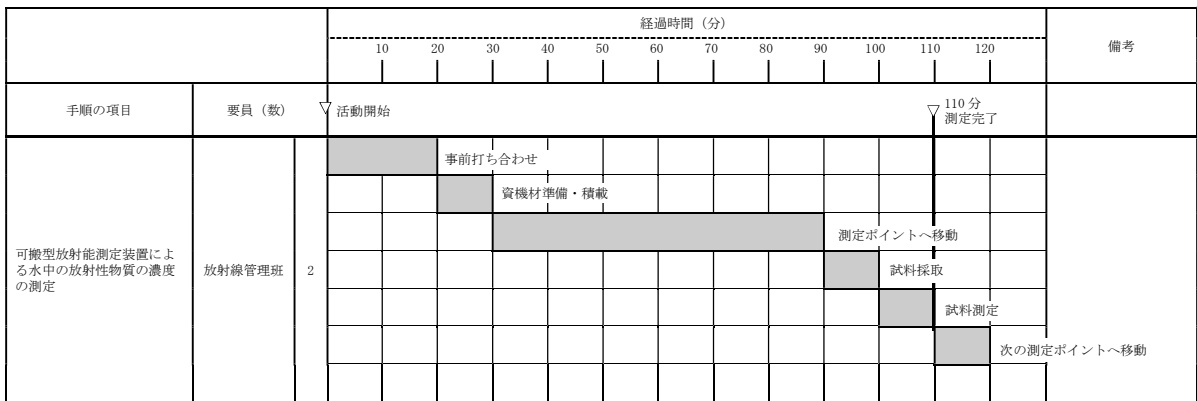 経過時間（分）
10 20 30 40 50 60 70 80 90 100 110 120
備考
手順の項目
要員（数）
▽
活動開始
▽
110 分
測定完了
事前打ち合わせ
資機材準備・積載
測定ポイントへ移動
可搬型放射能測定装置によ
る水中の放射性物質の濃度
の測定
放射線管理班
2
試料採取
試料測定
次の測定ポイントへ移動